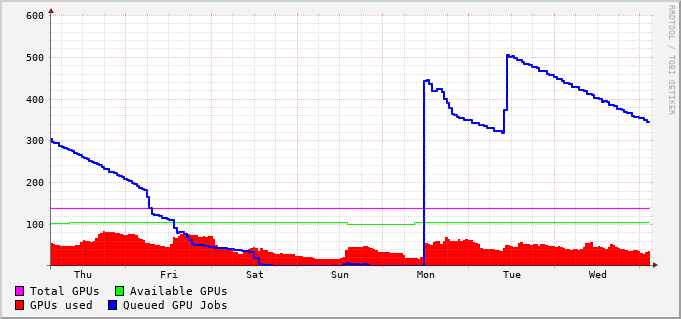 600
500
400
300
200
100
Thu Fri Sat Sun Mon Tue Wed
Total GPUs Available GPUs
GPUs used Queued GPU Jobs
RRDTOOL / TOBI OETIKER